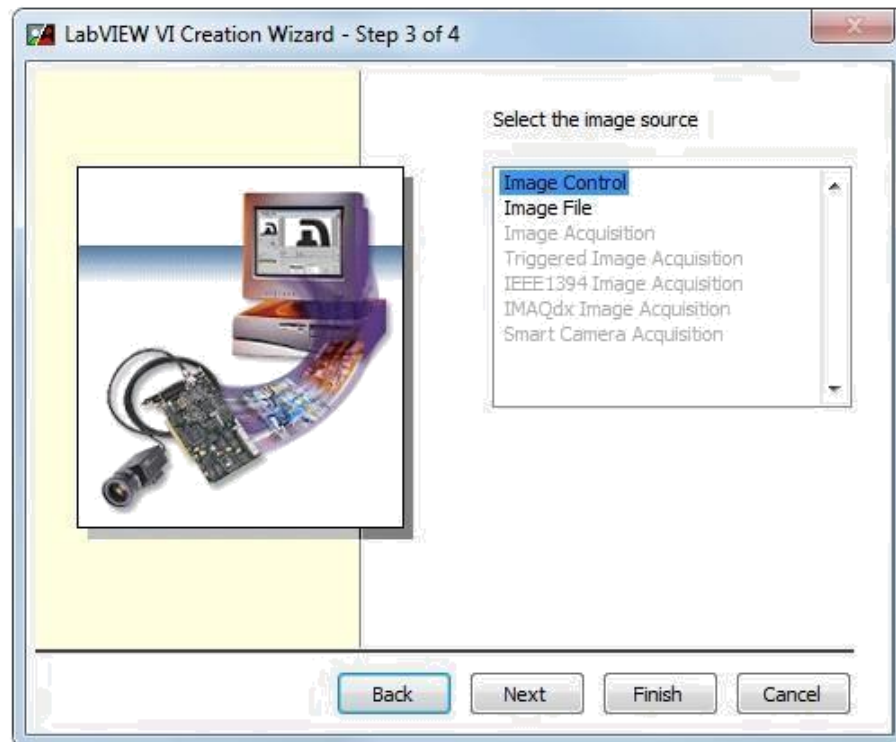 LabVIEW VI Creation Wizard - Step 3 of 4
Select the image source
Image Control
Image File
Image Acquisition
Triggered Image Acquisition
IEEE1394 Image Acquisition
IMAQdx Image Acquisition
Smart Camera Acquisition
Back Next Finish Cancel